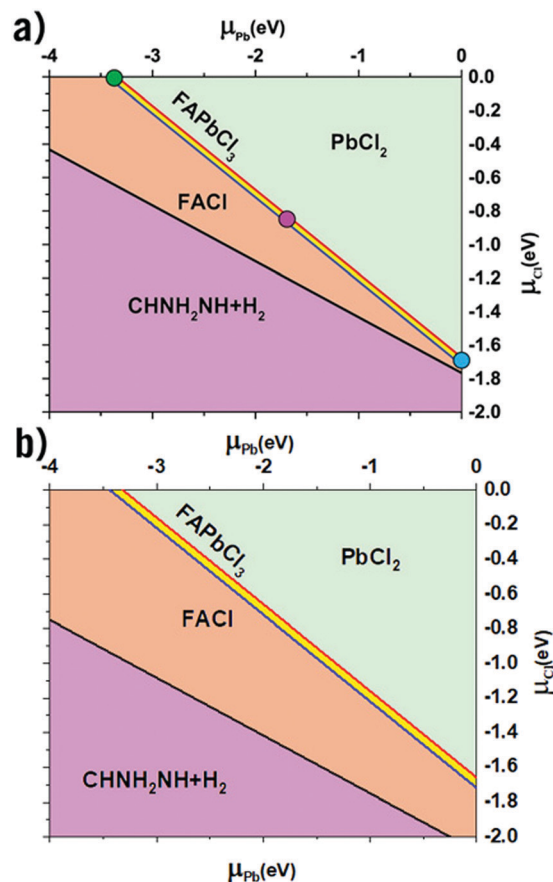 a)
μPb(eV)
-4 -3 -2 -1 0
0.0
-0.2
-0.4
-0.6
-0.8
-1.0
-1.2
-1.4
-1.6
-1.8
-2.0
μCl(eV)
FAPbCl3
PbCl2
FACl
CHNH2NH+H2
b)
μPb(eV)
-4 -3 -2 -1 0
0.0
-0.2
-0.4
-0.6
-0.8
-1.0
-1.2
-1.4
-1.6
-1.8
-2.0
μCl(eV)
FAPbCl3
PbCl2
FACl
CHNH2NH+H2
μPb(eV)